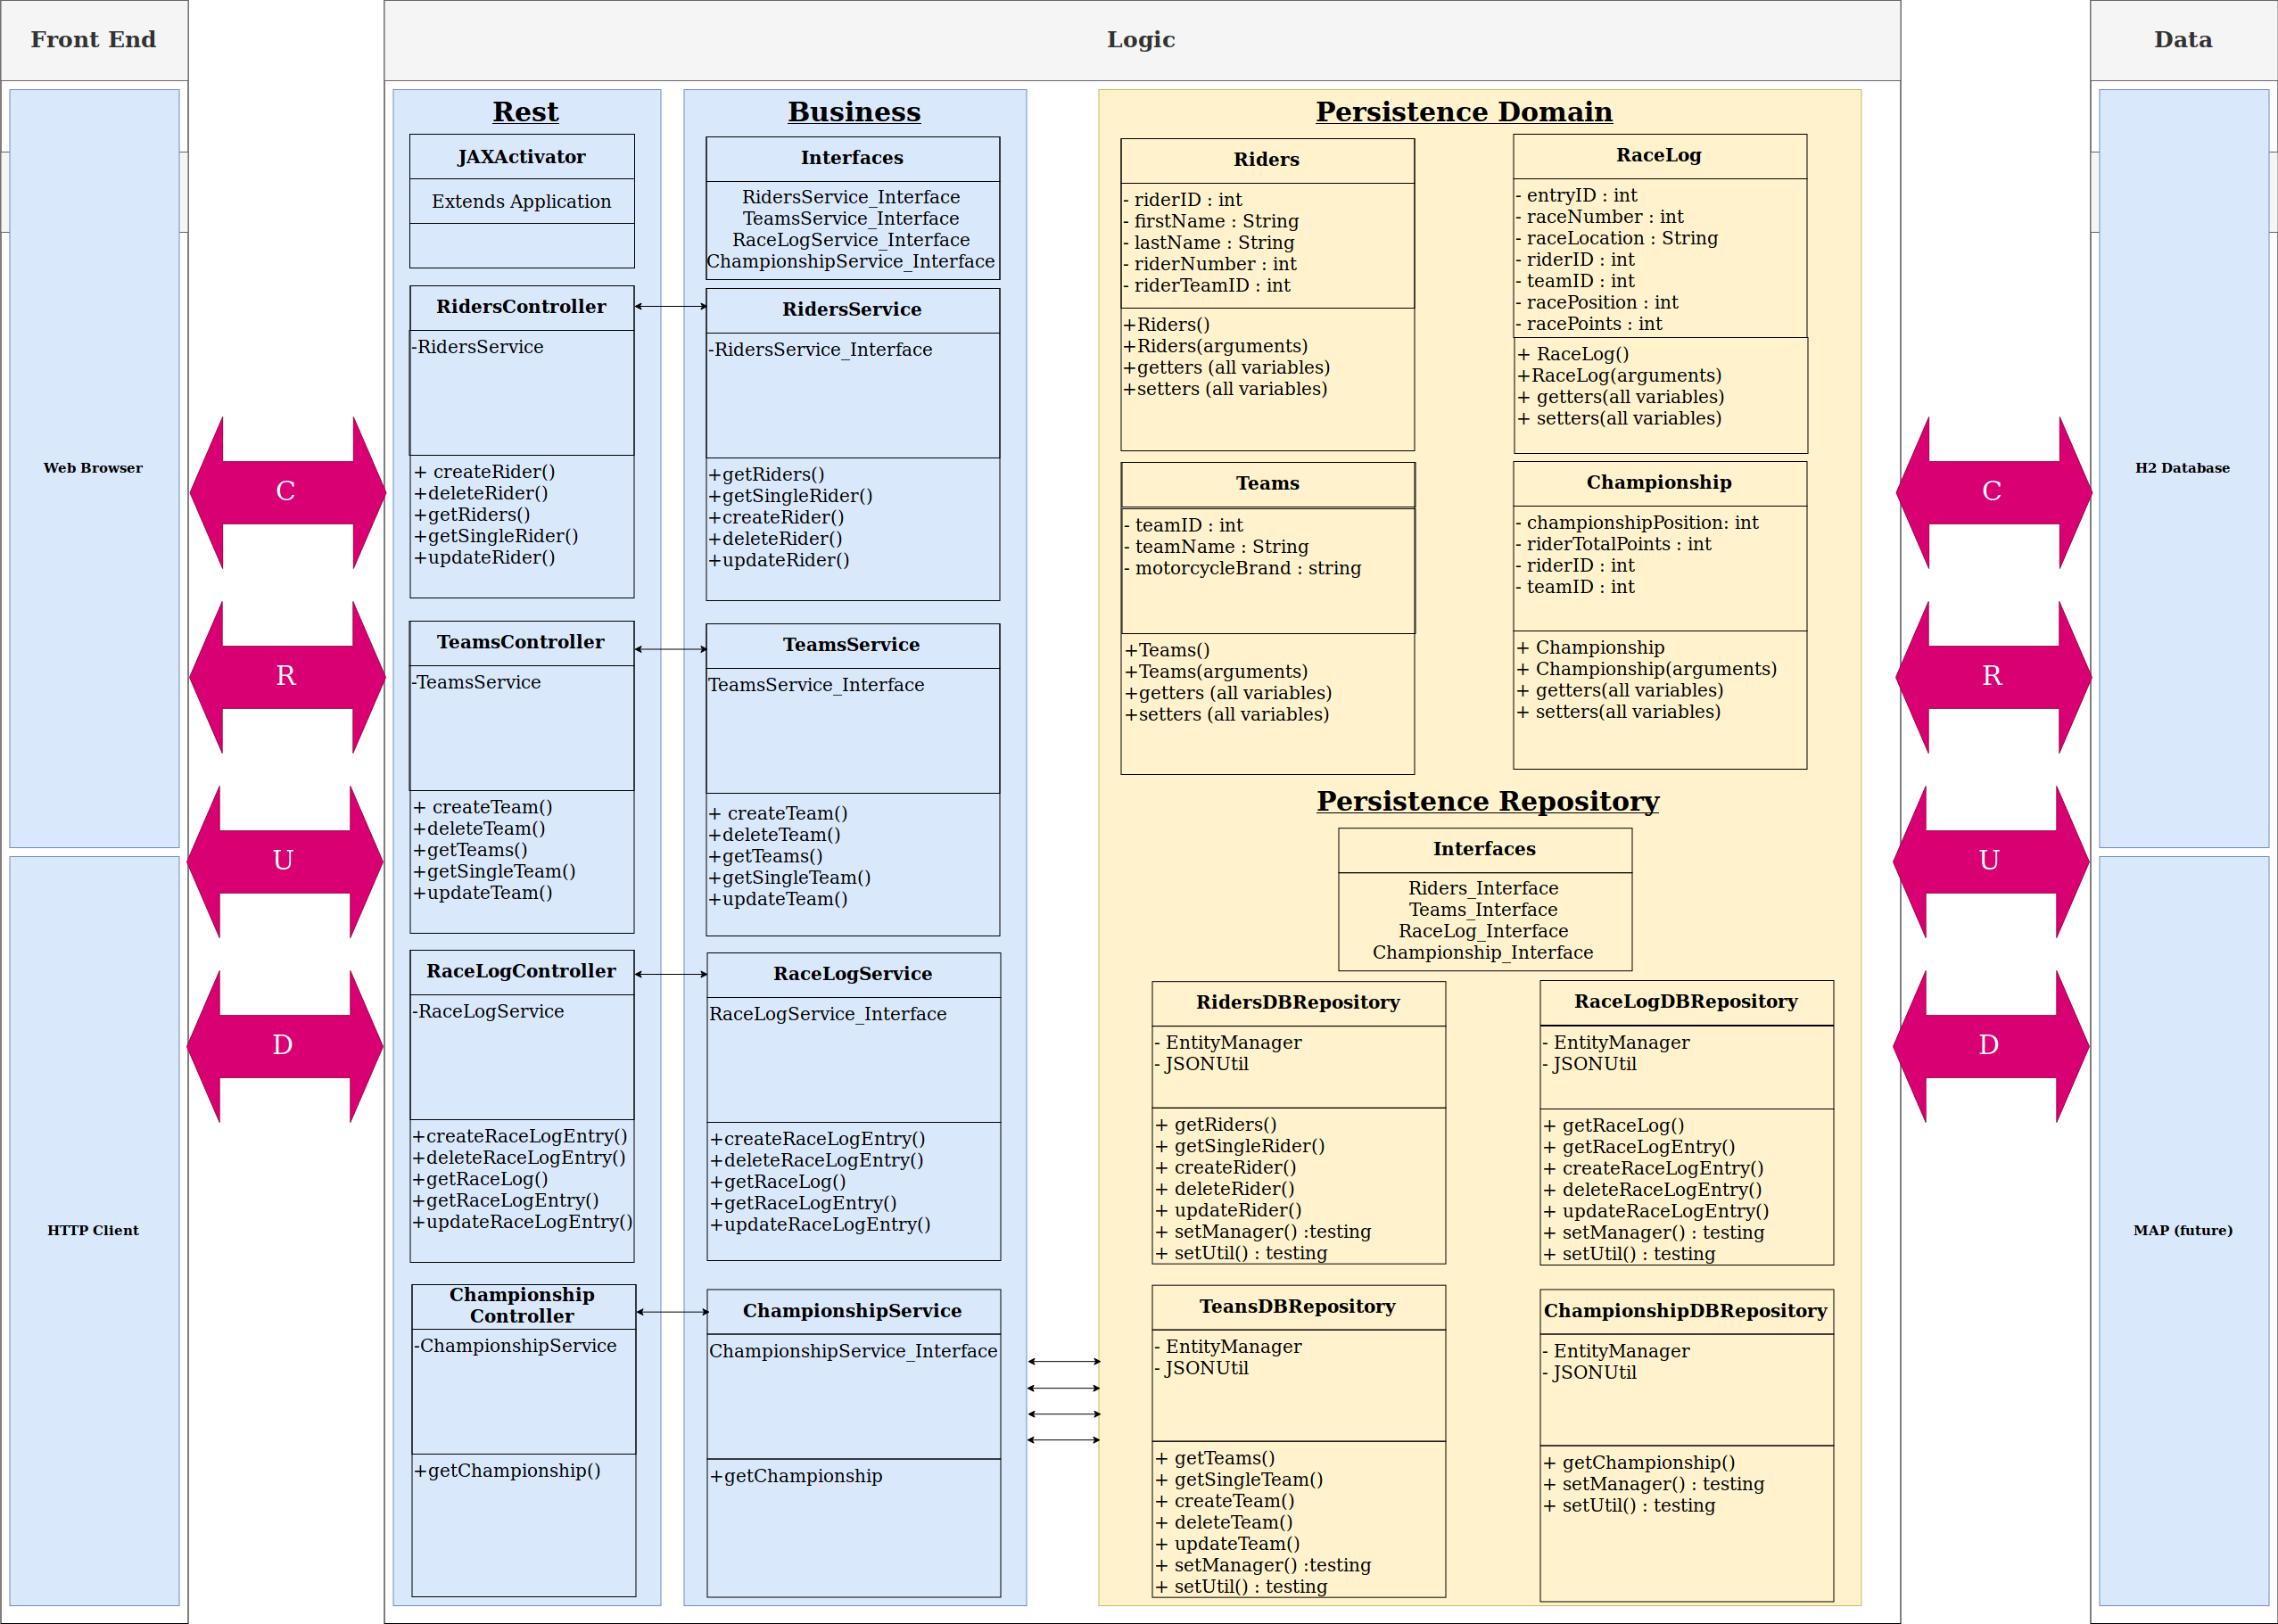 Front End
Logic
Data
Web Browser
HTTP Client
C
R
U
D
Rest
JAXActivator
Extends Application
RidersController
-RidersService
+ createRider()
+deleteRider()
+getRiders()
+getSingleRider()
+updateRider()
TeamsController
-TeamsService
+ createTeam()
+deleteTeam()
+getTeams()
+getSingleTeam()
+updateTeam()
RaceLogController
-RaceLogService
+createRaceLogEntry()
+deleteRaceLogEntry()
+getRaceLog()
+getRaceLogEntry()
+updateRaceLogEntry()
Championship
Controller
-ChampionshipService
+getChampionship()
Business
Interfaces
RidersService_Interface
TeamsService_Interface
RaceLogService_Interface
ChampionshipService_Interface
RidersService
-RidersService_Interface
+getRiders()
+getSingleRider()
+createRider()
+deleteRider()
+updateRider()
TeamsService
TeamsService_Interface
+ createTeam()
+deleteTeam()
+getTeams()
+getSingleTeam()
+updateTeam()
RaceLogService
RaceLogService_Interface
+createRaceLogEntry()
+deleteRaceLogEntry()
+getRaceLog()
+getRaceLogEntry()
+updateRaceLogEntry()
ChampionshipService
ChampionshipService_Interface
+getChampionship
Persistence Domain
Riders
- riderID : int
- firstName : String
- lastName : String
- riderNumber : int
- riderTeamID : int
+Riders()
+Riders(arguments)
+getters (all variables)
+setters (all variables)
RaceLog
- entryID : int
- raceNumber : int
- raceLocation : String
- riderID : int
- teamID : int
- racePosition : int
- racePoints : int
+ RaceLog()
+RaceLog(arguments)
+ getters(all variables)
+ setters(all variables)
Teams
- teamID : int
- teamName : String
- motorcycleBrand : string
+Teams()
+Teams(arguments)
+getters (all variables)
+setters (all variables)
Championship
- championshipPosition: int
- riderTotalPoints : int
- riderID : int
- teamID : int
+ Championship
+ Championship(arguments)
+ getters(all variables)
+ setters(all variables)
Persistence Repository
Interfaces
Riders_Interface
Teams_Interface
RaceLog_Interface
Championship_Interface
RidersDBRepository
- EntityManager
- JSONUtil
+ getRiders()
+ getSingleRider()
+ createRider()
+ deleteRider()
+ updateRider()
+ setManager() :testing
+ setUtil() : testing
RaceLogDBRepository
- EntityManager
- JSONUtil
+ getRaceLog()
+ getRaceLogEntry()
+ createRaceLogEntry()
+ deleteRaceLogEntry()
+ updateRaceLogEntry()
+ setManager() : testing
+ setUtil() : testing
TeansDBRepository
- EntityManager
- JSONUtil
+ getTeams()
+ getSingleTeam()
+ createTeam()
+ deleteTeam()
+ updateTeam()
+ setManager() :testing
+ setUtil() : testing
ChampionshipDBRepository
- EntityManager
- JSONUtil
+ getChampionship()
+ setManager() : testing
+ setUtil() : testing
C
R
U
D
H2 Database
MAP (future)